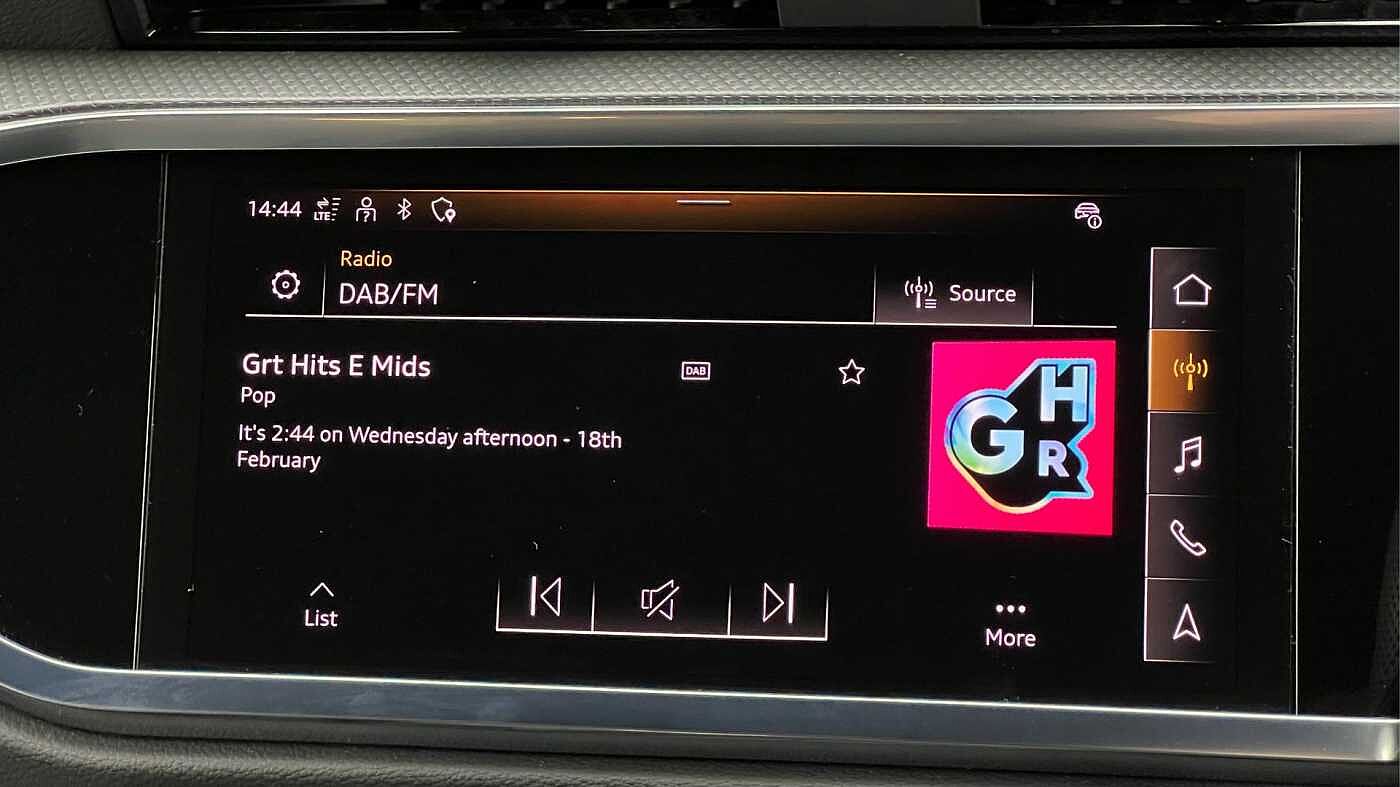 14:44 LTE
Radio
DAB/FM
Source
Grt Hits E Mids
DAB
Pop
It's 2:44 on Wednesday afternoon - 18th
February
GHR
List
More